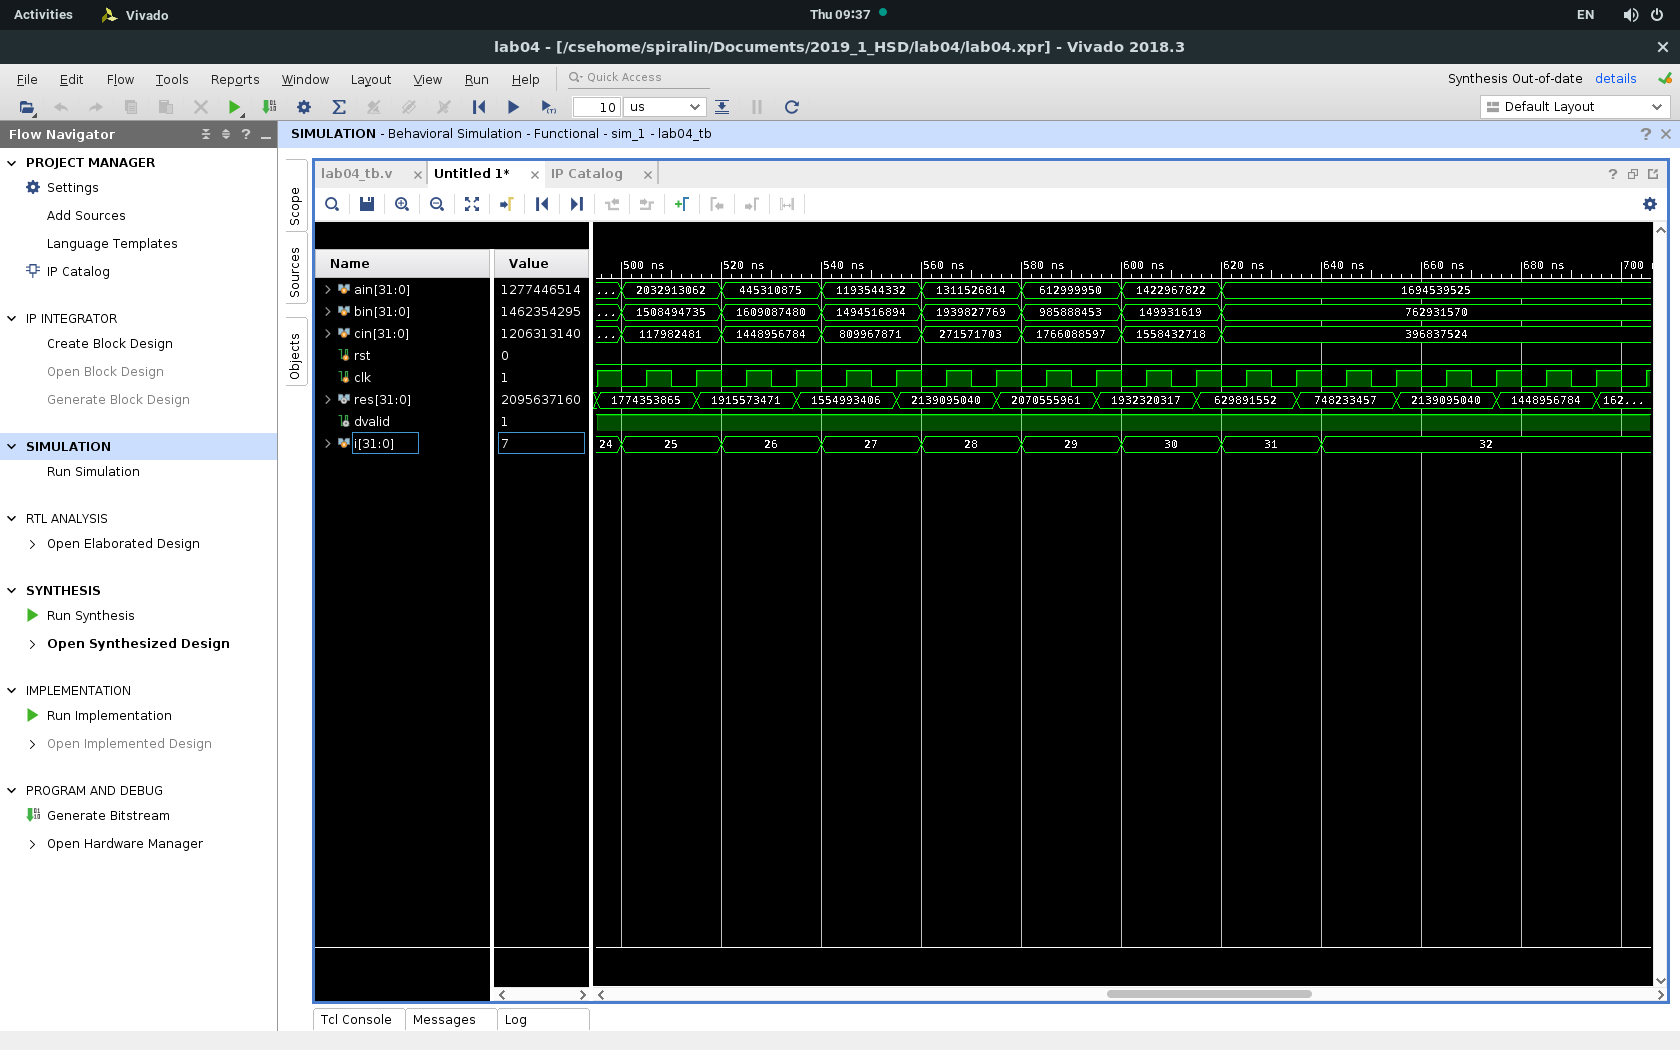 Activities Vivado Thu 09:37 EN
lab04 - [/csehome/spiralin/Documents/2019_1_HSD/lab04/lab04.xpr] - Vivado 2018.3
File Edit Flow Tools Reports Window Layout View Run Help Quick Access Synthesis Out-of-date details
10 us Default Layout
Flow Navigator
SIMULATION - Behavioral Simulation - Functional - sim_1 - lab04_tb
PROJECT MANAGER
Settings
Add Sources
Language Templates
IP Catalog
IP INTEGRATOR
Create Block Design
Open Block Design
Generate Block Design
SIMULATION
Run Simulation
RTL ANALYSIS
Open Elaborated Design
SYNTHESIS
Run Synthesis
Open Synthesized Design
IMPLEMENTATION
Run Implementation
Open Implemented Design
PROGRAM AND DEBUG
Generate Bitstream
Open Hardware Manager
Scope
Sources
Objects
lab04_tb.v Untitled 1* IP Catalog
Name Value
500 ns 520 ns 540 ns 560 ns 580 ns 600 ns 620 ns 640 ns 660 ns 680 ns 700
ain[31:0] 1277446514 ... 2032913062 445310875 1193544332 1311526814 612999950 1422967822 1694539525
bin[31:0] 1462354295 ... 1508494735 1609087480 1494516894 1939827769 985888453 149931619 762931570
cin[31:0] 1206313140 ... 117982481 1448956784 809967871 271571703 1766088597 1558432718 396837524
rst 0
clk 1
res[31:0] 2095637160 1774353865 1915573471 1554993406 2139095040 2070555961 1932320317 629891552 748233457 2139095040 1448956784 162...
dvalid 1
i[31:0] 7 24 25 26 27 28 29 30 31 32
Tcl Console Messages Log